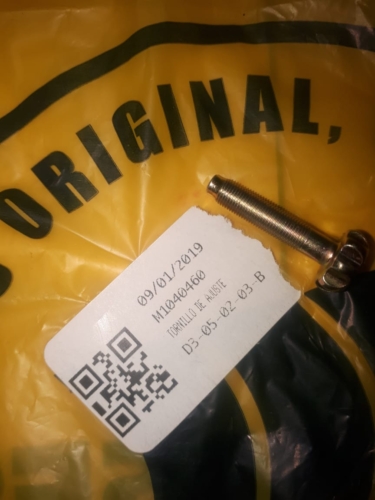 ORIGINAL,
09/01/2019
M1040460
TORNILLO DE AJUSTE
D3-05-02-03-B